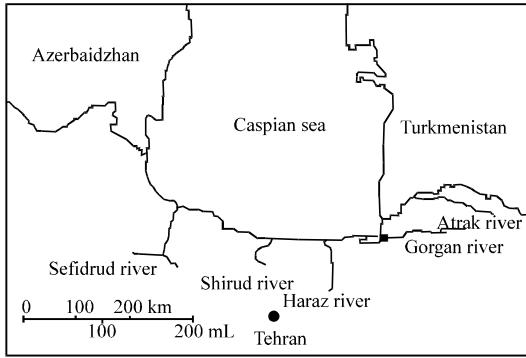 Azerbaidzhan
Caspian sea
Turkmenistan
Atrak river
Gorgan river
Sefidrud river
Shirud river
Haraz river
0 100 200 km
100 200 mL
Tehran